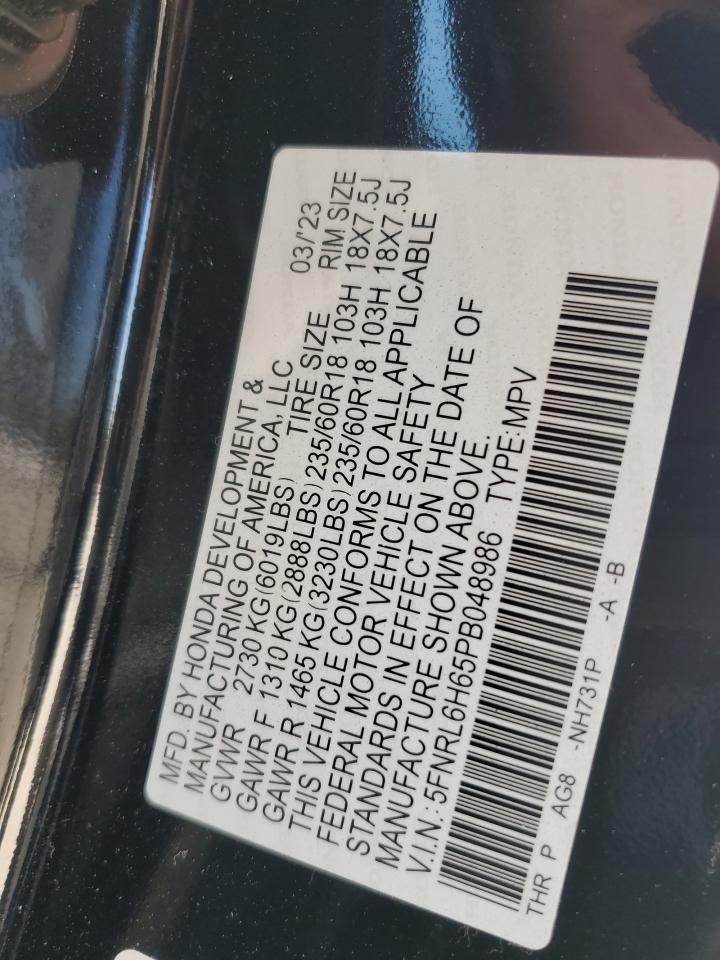 MFD. BY HONDA DEVELOPMENT &
MANUFACTURING OF AMERICA, LLC 03/'23
GVWR 2730 KG(6019LBS) TIRE SIZE RIM SIZE
GAWR F 1310 KG(2888LBS)235/60R18 103H 18X7.5J
GAWR R 1465 KG(3230LBS)235/60R18 103H 18X7.5J
THIS VEHICLE CONFORMS TO ALL APPLICABLE
FEDERAL MOTOR VEHICLE SAFETY
STANDARDS IN EFFECT ON THE DATE OF
MANUFACTURE SHOWN ABOVE.
V.I.N.: 5FNRL6H65PB048986 TYPE:MPV
THR P AG8 -NH731P -A -B